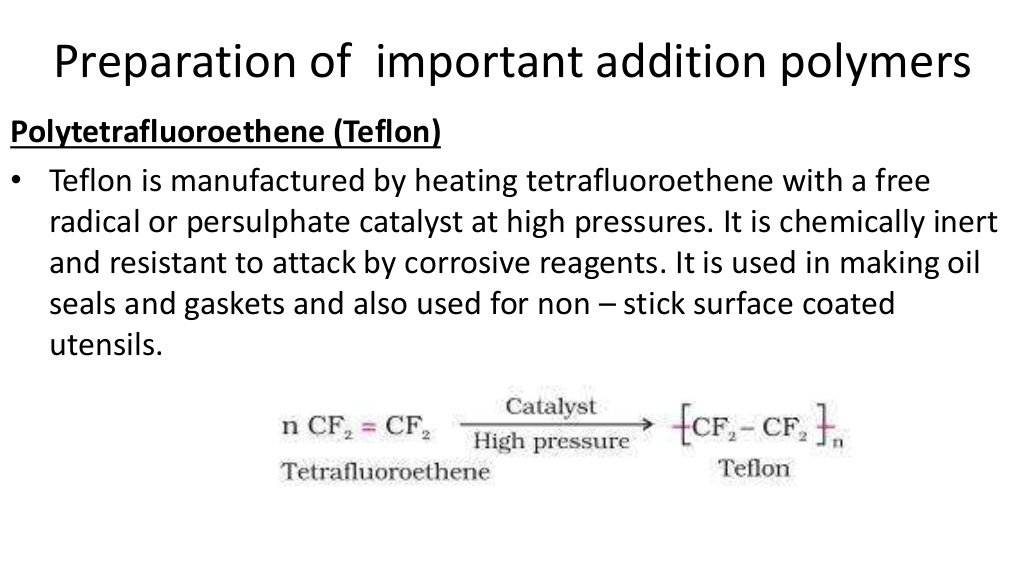 Preparation of  important addition polymers
Polytetrafluoroethene (Teflon)
• Teflon is manufactured by heating tetrafluoroethene with a free
radical or persulphate catalyst at high pressures. It is chemically inert
and resistant to attack by corrosive reagents. It is used in making oil
seals and gaskets and also used for non – stick surface coated
utensils.
n CF₂ = CF₂ Catalyst High pressure [CF₂ – CF₂]n
Tetrafluoroethene Teflon